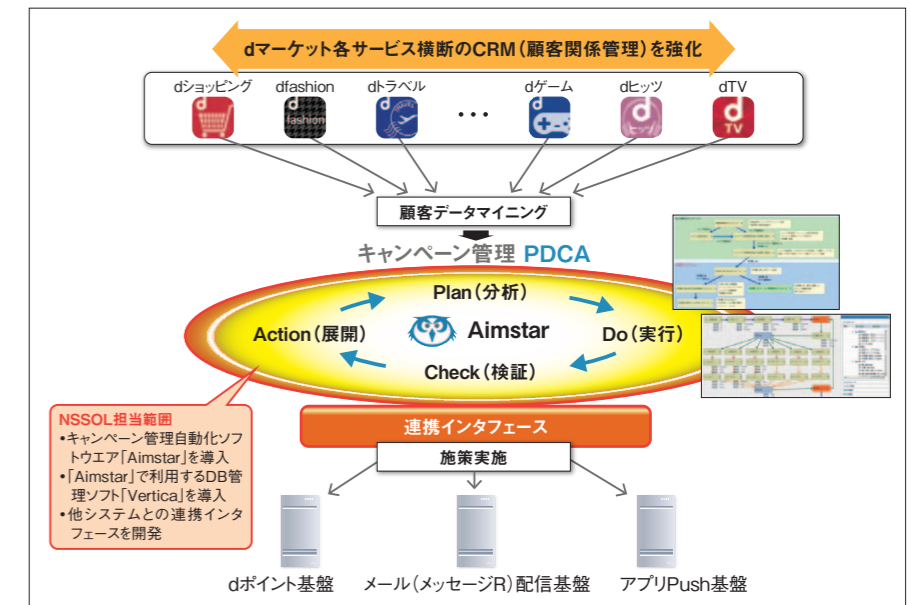 dマーケット各サービス横断のCRM（顧客関係管理）を強化
dショッピング dfashion dトラベル ・・・ dゲーム dヒッツ dTV
顧客データマイニング
キャンペーン管理 PDCA
Plan（分析）
Action（展開） Aimstar Do（実行）
Check（検証）
NSSOL担当範囲
•キャンペーン管理自動化ソフ
トウエア「Aimstar」を導入
•「Aimstar」で利用するDB管
理ソフト「Vertica」を導入
•他システムとの連携インタ
フェースを開発
連携インタフェース
施策実施
dポイント基盤 メール（メッセージR）配信基盤 アプリPush基盤